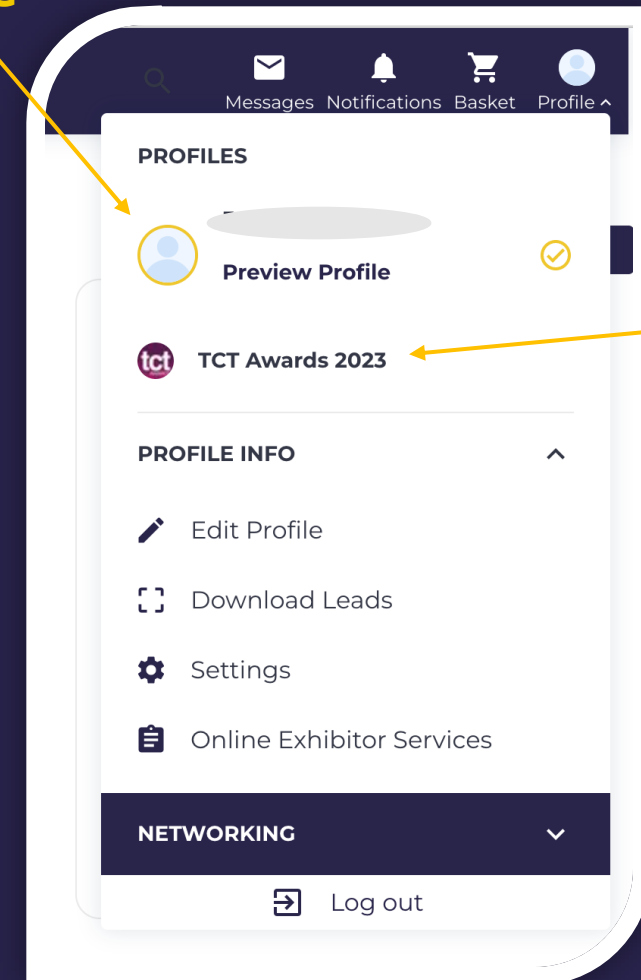 Messages Notifications Basket Profile
PROFILES
Preview Profile
tct TCT Awards 2023
PROFILE INFO
Edit Profile
Download Leads
Settings
Online Exhibitor Services
NETWORKING
Log out